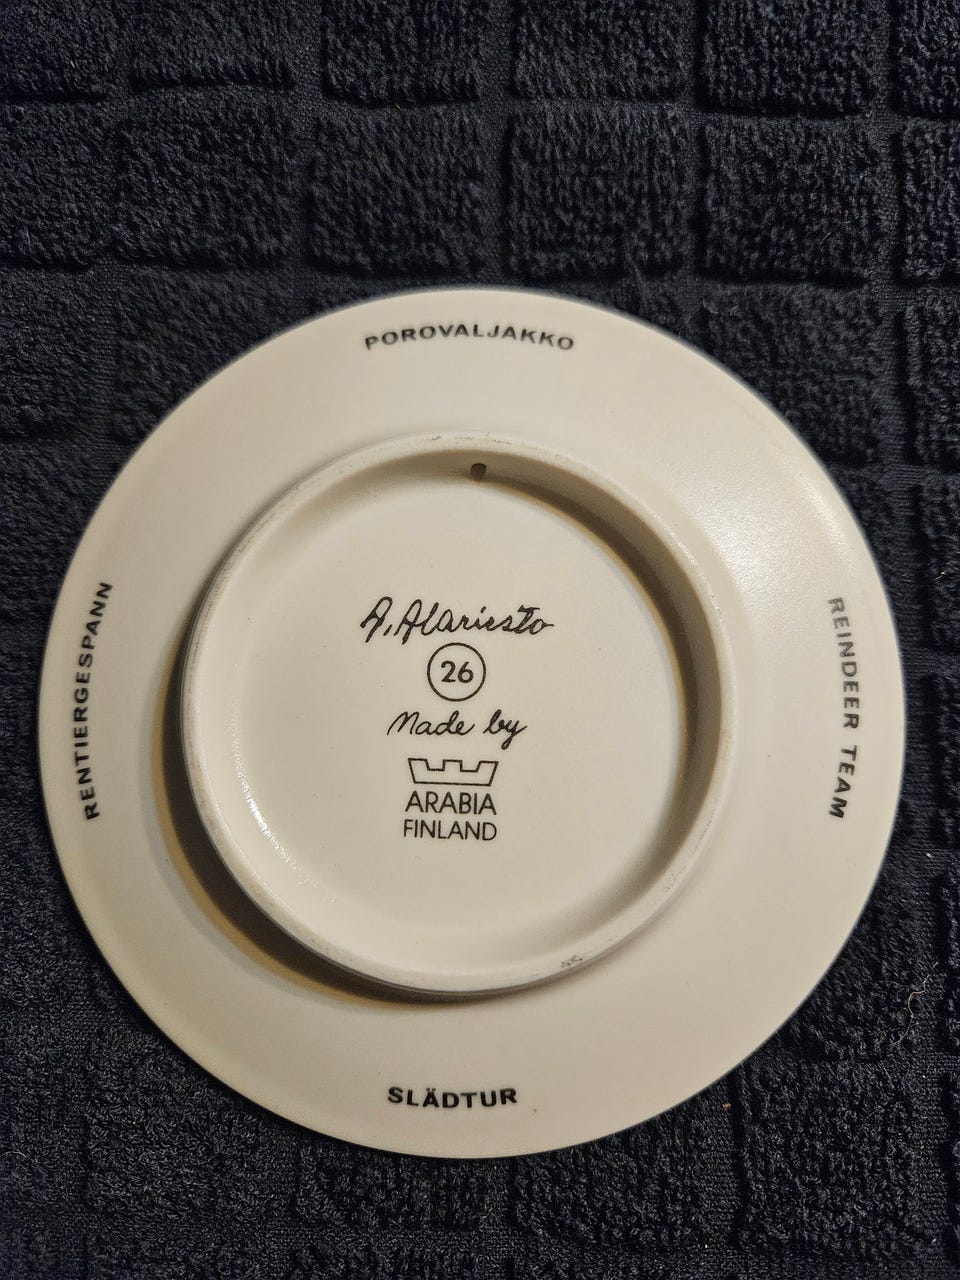 POROVALJAKKO
RENTIERGESPANN
REINDEER TEAM
A. Alariesto
26
Made by
ARABIA
FINLAND
SLÄDTUR